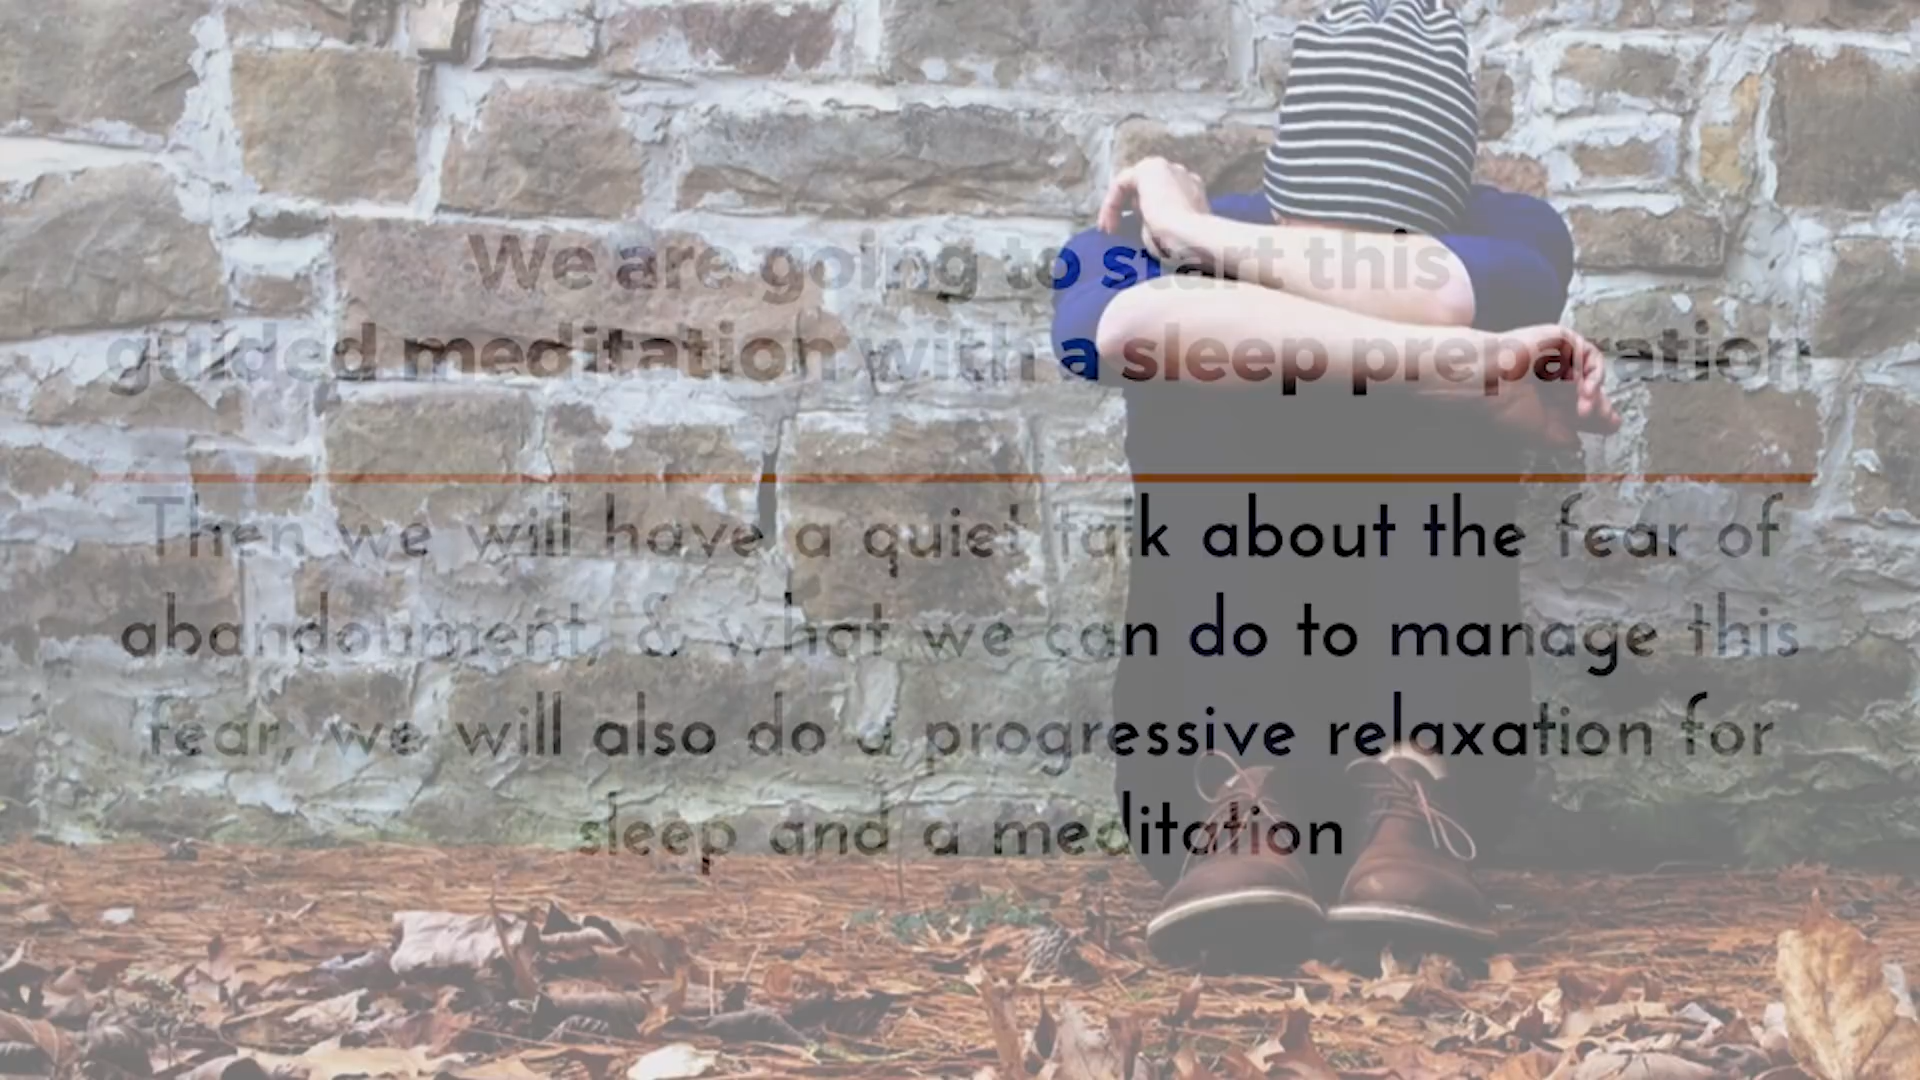 We are going to start this
guided meditation with a sleep preparation
Then we will have a quiet talk about the fear of
abandonment, & what we can do to manage this
fear, we will also do a progressive relaxation for
sleep and a meditation